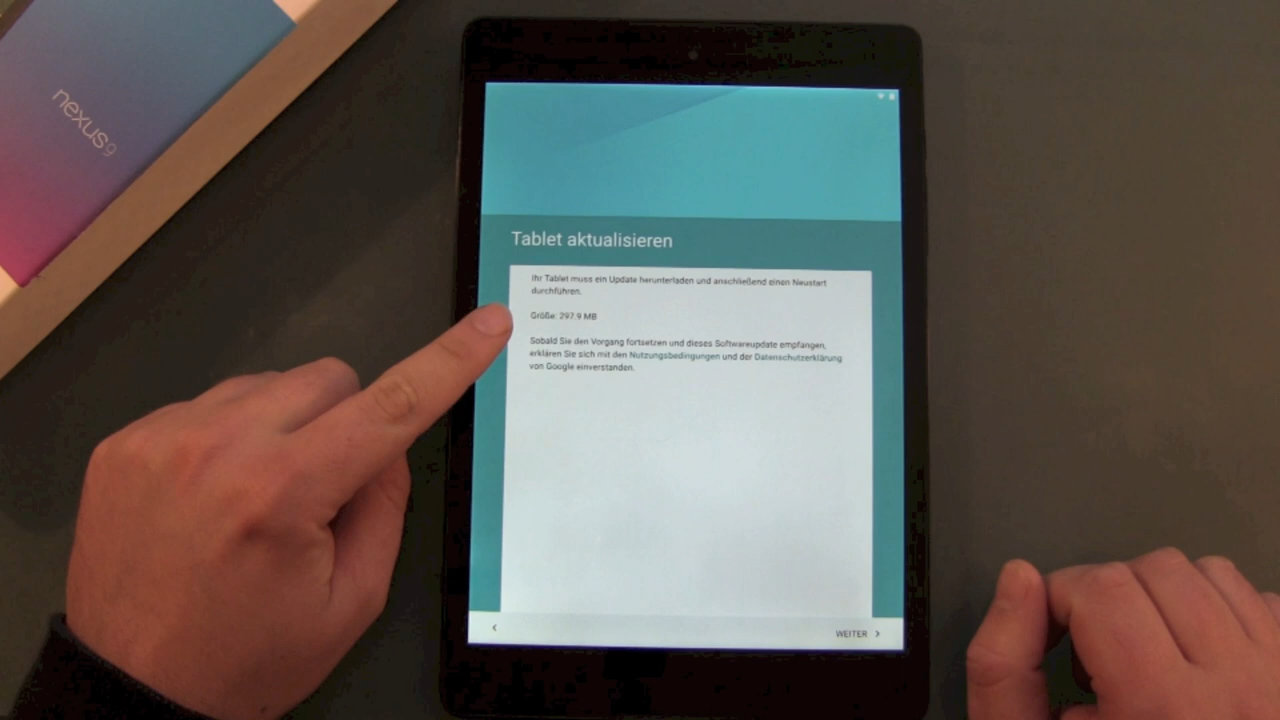 nexus 9
Tablet aktualisieren
Ihr Tablet muss ein Update herunterladen und anschließend einen Neustart
durchführen.
Größe: 297.9 MB
Sobald Sie den Vorgang fortsetzen und dieses Softwareupdate empfangen,
erklären Sie sich mit den Nutzungsbedingungen und der Datenschutzerklärung
von Google einverstanden.
WEITER